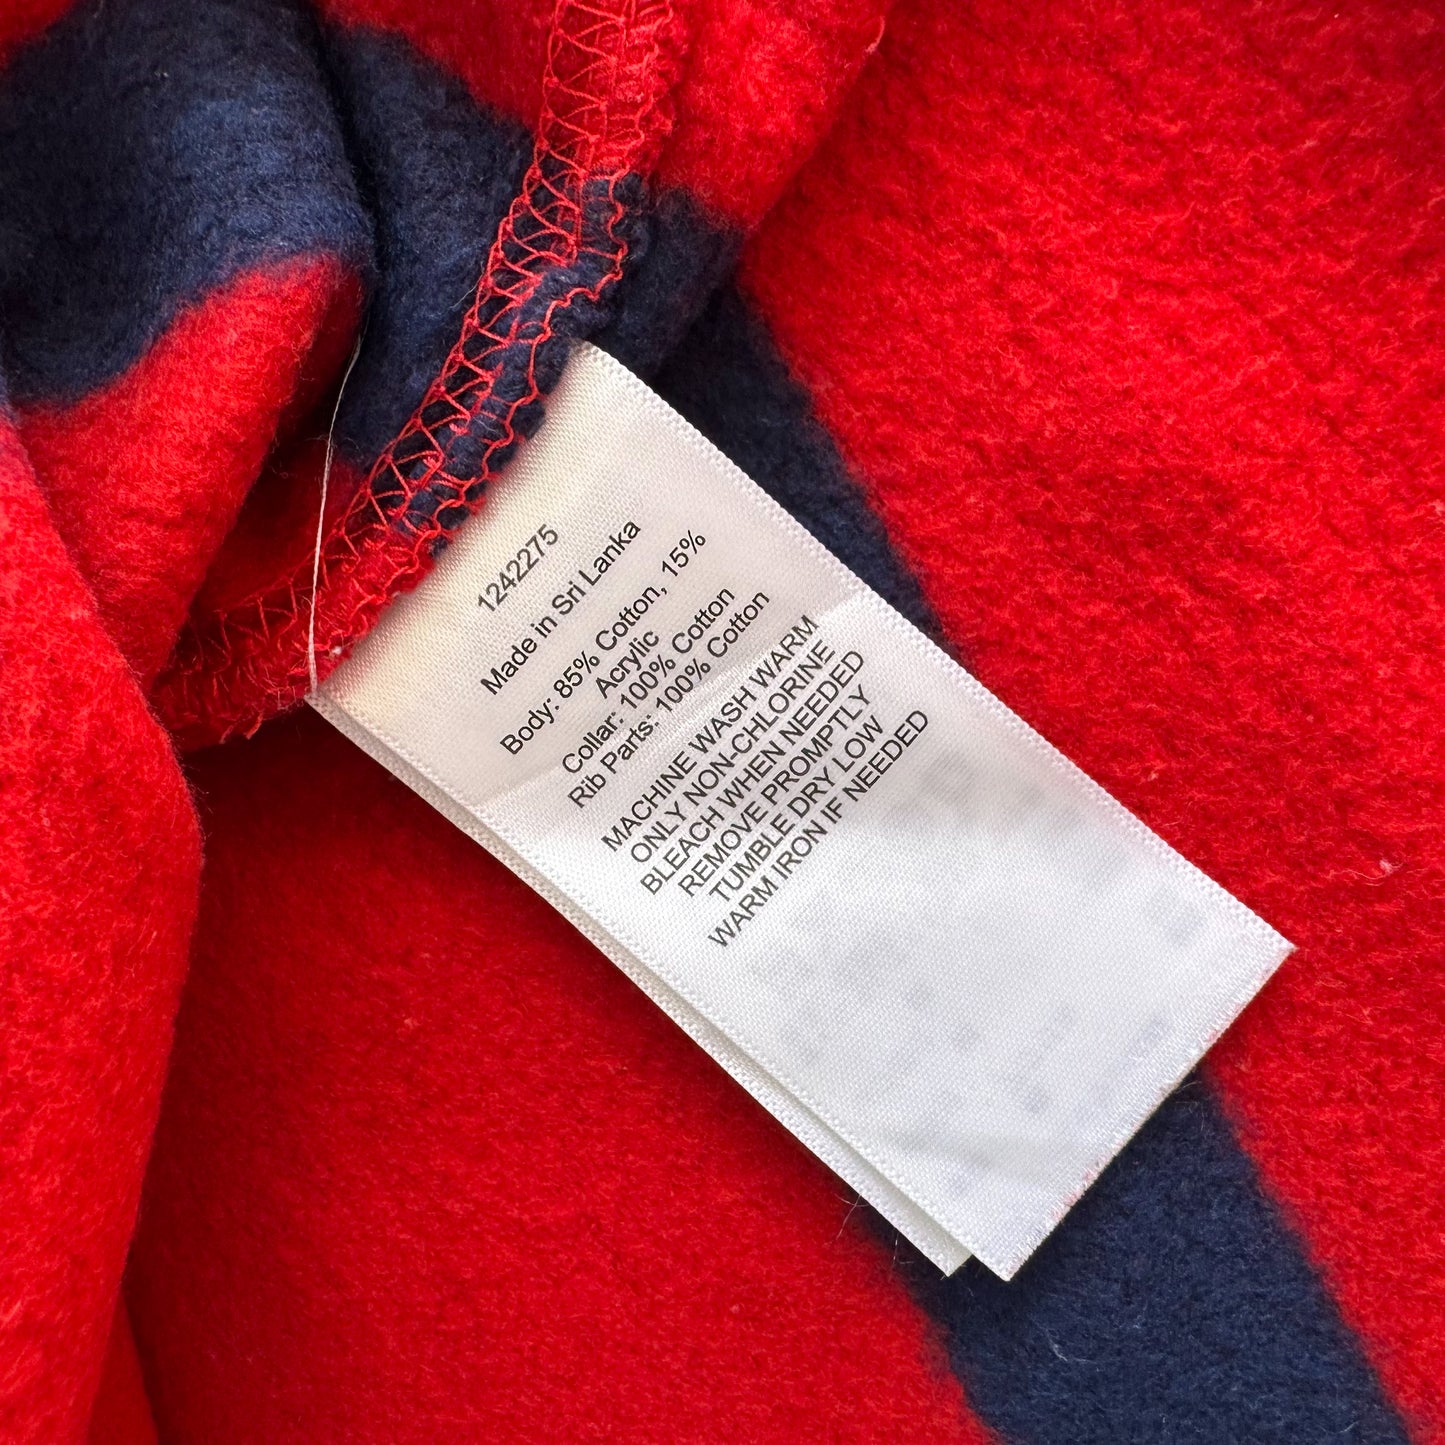 1242275
Made in Sri Lanka
Body: 85% Cotton, 15%
Acrylic
Collar: 100% Cotton
Rib Parts: 100% Cotton
MACHINE WASH WARM
ONLY NON-CHLORINE
BLEACH WHEN NEEDED
REMOVE PROMPTLY
TUMBLE DRY LOW
WARM IRON IF NEEDED